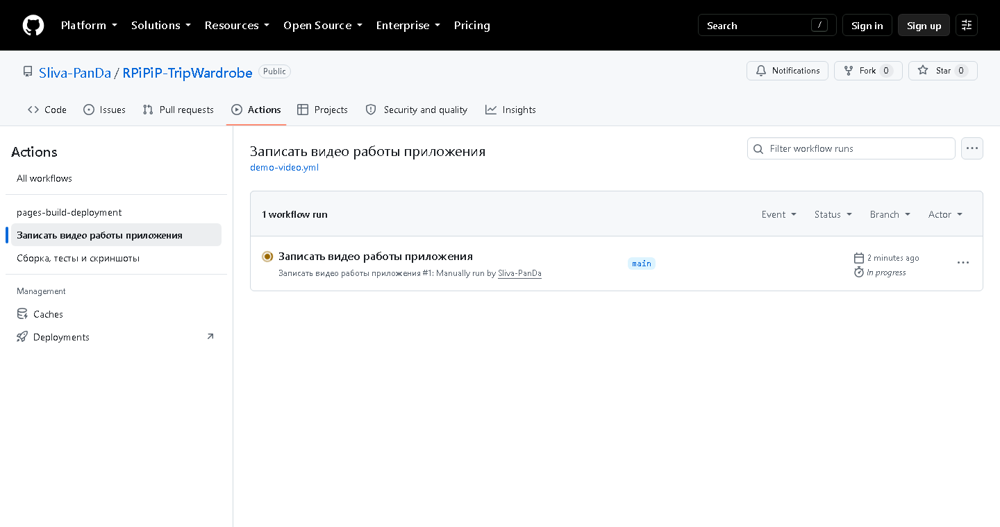 Platform Solutions Resources Open Source Enterprise Pricing Search / Sign in Sign up
Sliva-PanDa / RPiPiP-TripWardrobe Public Notifications Fork 0 Star 0
Code Issues Pull requests Actions Projects Security and quality Insights
Actions
All workflows
pages-build-deployment
Записать видео работы приложения
Сборка, тесты и скриншоты
Management
Caches
Deployments
Записать видео работы приложения
demo-video.yml
Filter workflow runs
1 workflow run Event Status Branch Actor
Записать видео работы приложения
Записать видео работы приложения #1: Manually run by Sliva-PanDa
main
2 minutes ago
In progress